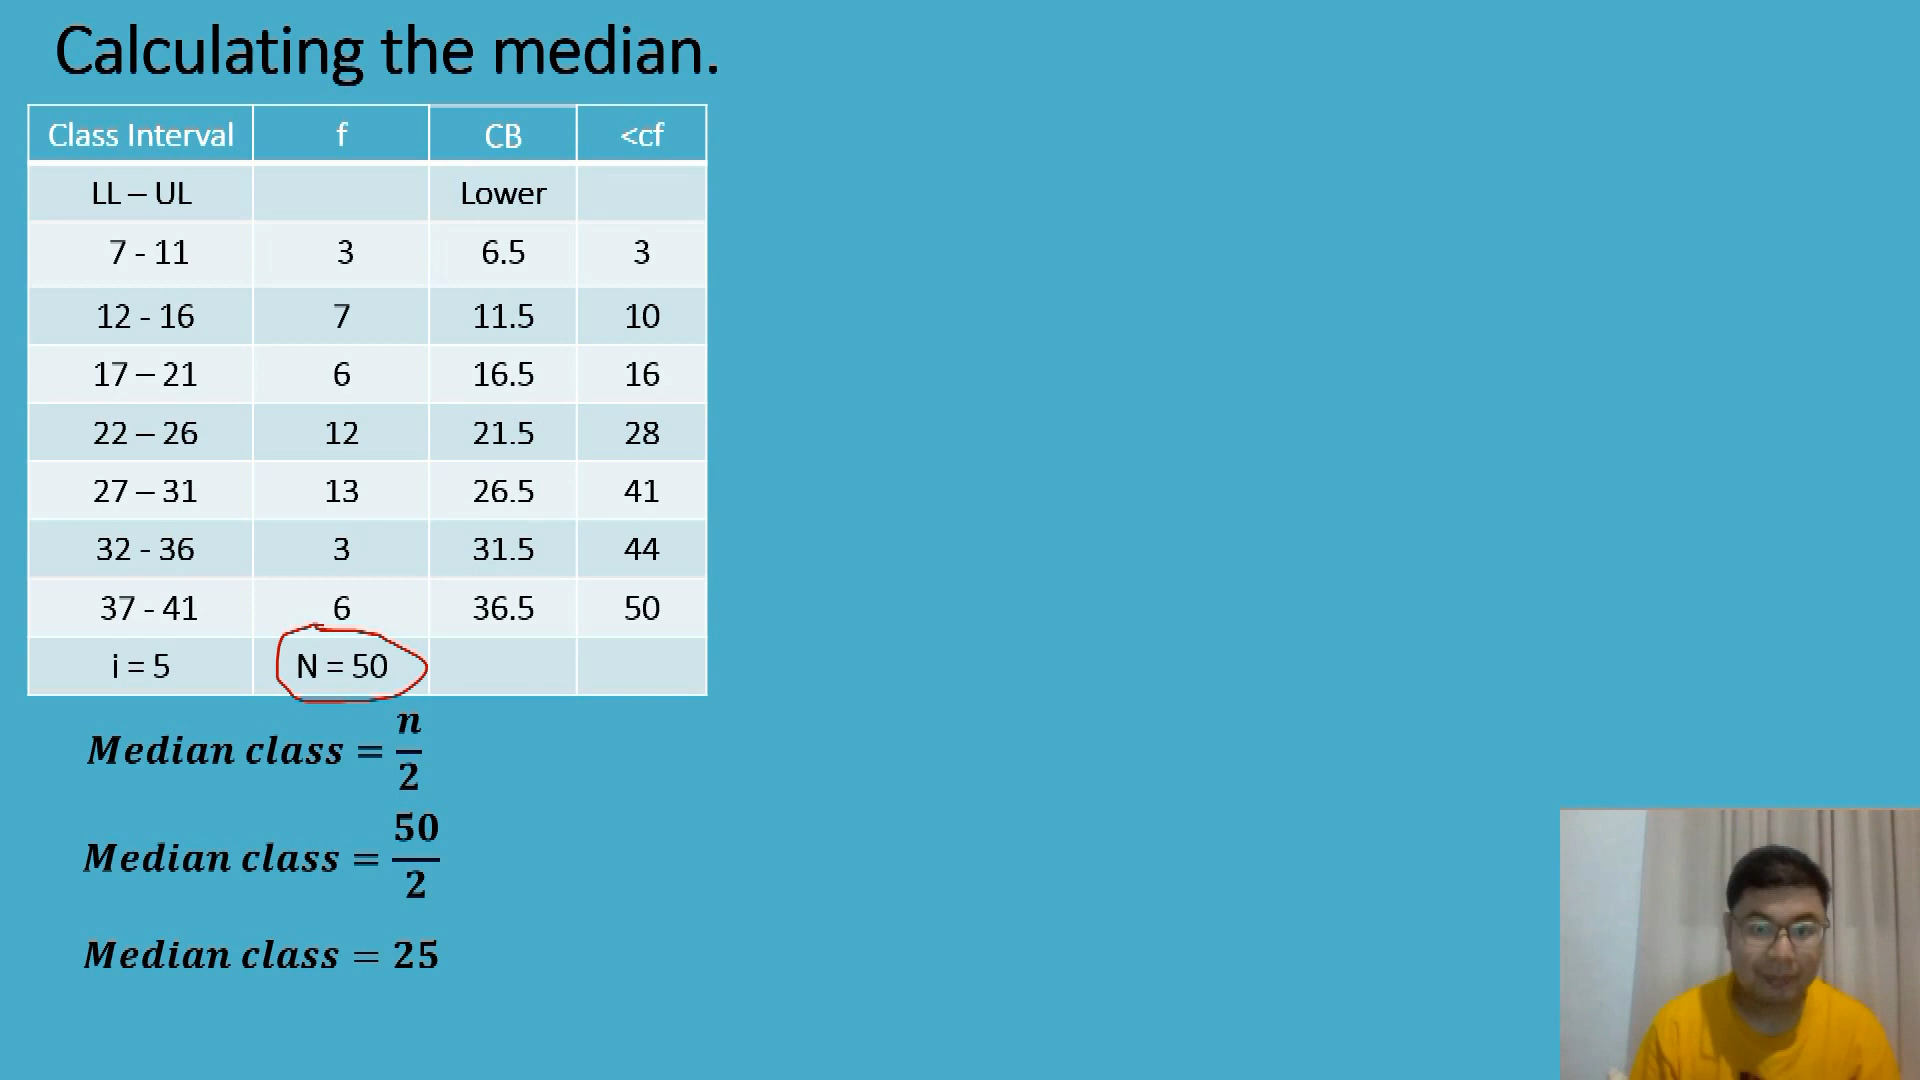 Calculating the median.
Class Interval f CB <cf
LL – UL Lower
7 - 11 3 6.5 3
12 - 16 7 11.5 10
17 – 21 6 16.5 16
22 – 26 12 21.5 28
27 – 31 13 26.5 41
32 - 36 3 31.5 44
37 - 41 6 36.5 50
i = 5 N = 50
Median class = n/2
Median class = 50/2
Median class = 25